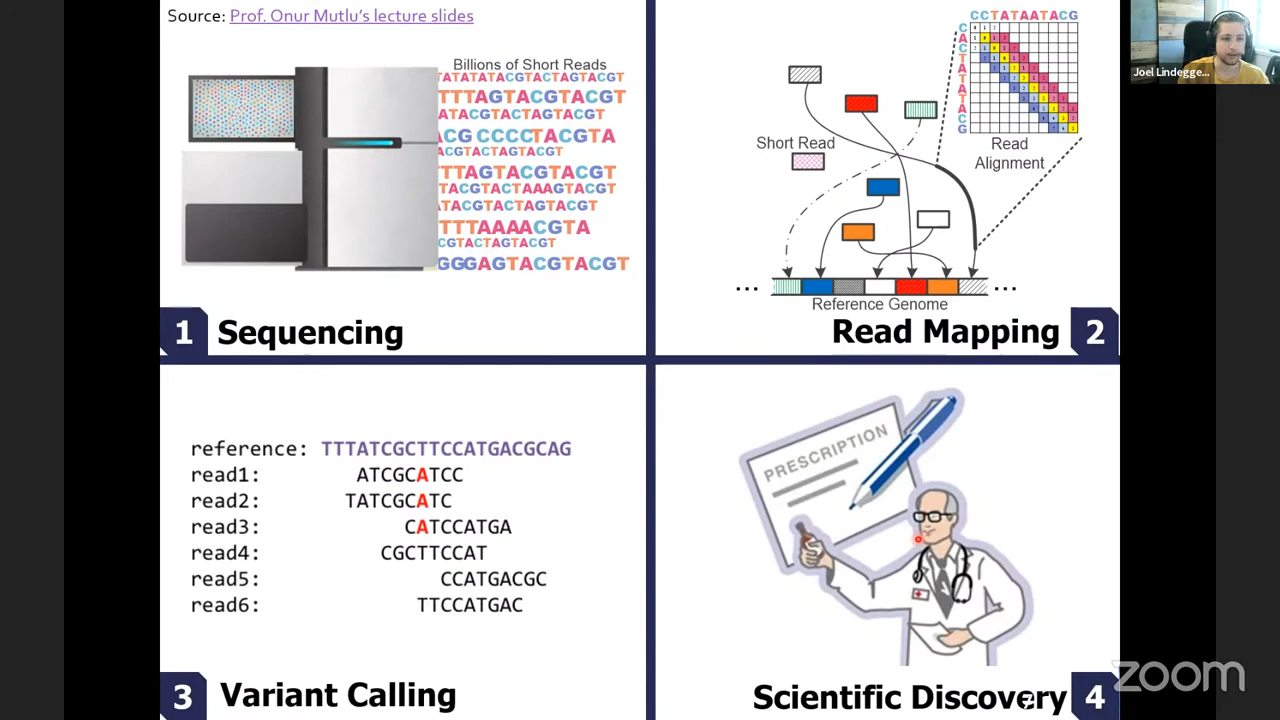 Source: Prof. Onur Mutlu's lecture slides
Billions of Short Reads
TATATATACGTACTAGTACGT
TTTAGTACGTACGT
ATACGTACTAGTACGT
ACG CCCCTACGTA
ACGTACTAGTACGT
TTTAGTACGTACGT
TACGTACTAAAGTACGT
TACGTACTAGTACGT
TTTAAAACGTA
CGTACTAGTACGT
GGGAGTACGTACGT
1 Sequencing
CCTATAATACG
C
A
C
T
A
T
A
T
A
C
G
Short Read
Read
Alignment
... ...
Reference Genome
Read Mapping 2
reference: TTTATCGCTTCCATGACGCAG
read1: ATCGCATCC
read2: TATCGCATC
read3: CATCCATGA
read4: CGCTTCCAT
read5: CCATGACGC
read6: TTCCATGAC
3 Variant Calling
PRESCRIPTION
Scientific Discovery 4
Joel Lindegge...
zoom